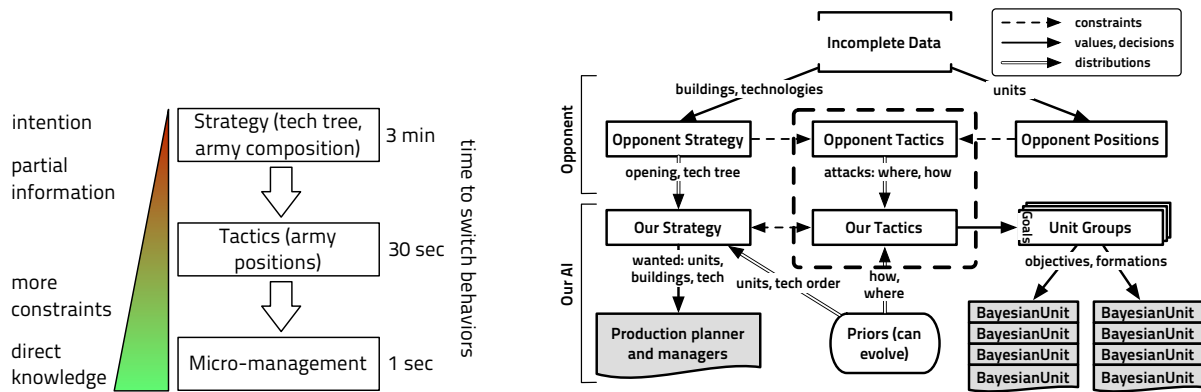 intention
partial
information
more
constraints
direct
knowledge
Strategy (tech tree,
army composition)
3 min
Tactics (army
positions)
30 sec
Micro-management
1 sec
time to switch behaviors
Incomplete Data
constraints
values, decisions
distributions
buildings, technologies
units
Opponent
Opponent Strategy
Opponent Tactics
Opponent Positions
opening, tech tree
attacks: where, how
Our AI
Our Strategy
Our Tactics
Goals
Unit Groups
wanted: units,
buildings, tech
units, tech order
how,
where
objectives, formations
Production planner
and managers
Priors (can
evolve)
BayesianUnit
BayesianUnit
BayesianUnit
BayesianUnit
BayesianUnit
BayesianUnit
BayesianUnit
BayesianUnit